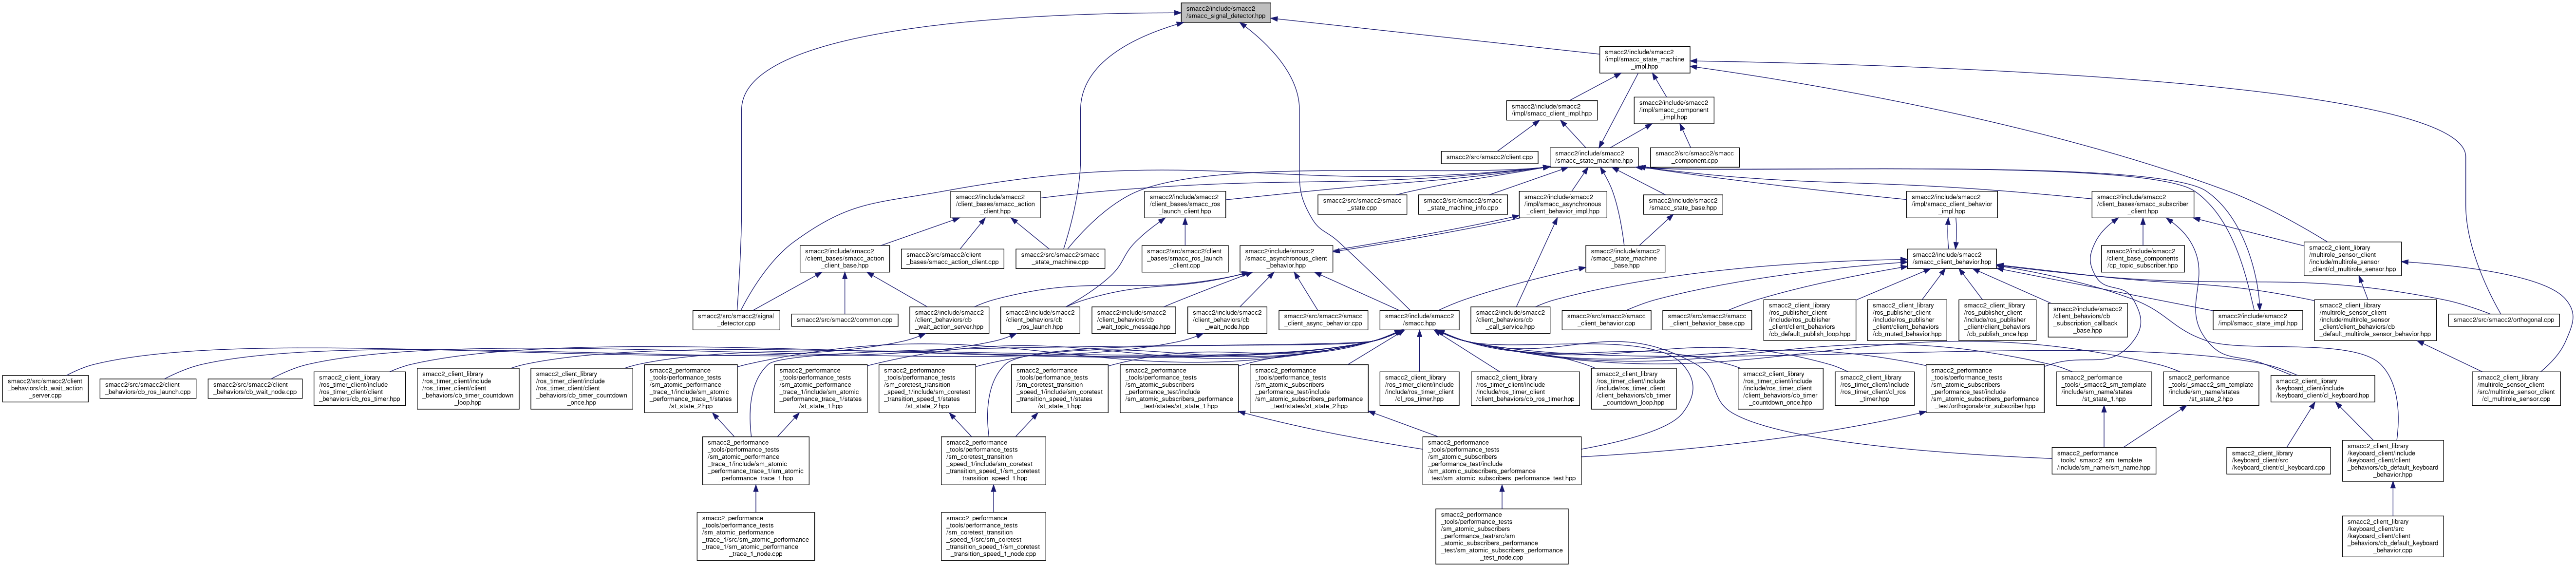 smacc2/include/smacc2
/smacc_signal_detector.hpp
smacc2/include/smacc2
/impl/smacc_state_machine
_impl.hpp
smacc2/include/smacc2
/impl/smacc_client_impl.hpp
smacc2/include/smacc2
/impl/smacc_component
_impl.hpp
smacc2/src/smacc2/client.cpp
smacc2/include/smacc2
/smacc_state_machine.hpp
smacc2/src/smacc2/smacc
_component.cpp
smacc2/include/smacc2
/client_bases/smacc_action
_client.hpp
smacc2/include/smacc2
/client_bases/smacc_ros
_launch_client.hpp
smacc2/src/smacc2/smacc
_state.cpp
smacc2/src/smacc2/smacc
_state_machine_info.cpp
smacc2/include/smacc2
/impl/smacc_asynchronous
_client_behavior_impl.hpp
smacc2/include/smacc2
/smacc_state_base.hpp
smacc2/include/smacc2
/impl/smacc_client_behavior
_impl.hpp
smacc2/include/smacc2
/client_bases/smacc_subscriber
_client.hpp
smacc2/include/smacc2
/client_bases/smacc_action
_client_base.hpp
smacc2/src/smacc2/client
_bases/smacc_action_client.cpp
smacc2/src/smacc2/smacc
_state_machine.cpp
smacc2/src/smacc2/client
_bases/smacc_ros_launch
_client.cpp
smacc2/include/smacc2
/smacc_asynchronous_client
_behavior.hpp
smacc2/include/smacc2
/smacc_state_machine
_base.hpp
smacc2/include/smacc2
/smacc_client_behavior.hpp
smacc2/include/smacc2
/client_base_components
/cp_topic_subscriber.hpp
smacc2_client_library
/multirole_sensor_client
/include/multirole_sensor
_client/cl_multirole_sensor.hpp
smacc2/src/smacc2/signal
_detector.cpp
smacc2/src/smacc2/common.cpp
smacc2/include/smacc2
/client_behaviors/cb
_wait_action_server.hpp
smacc2/include/smacc2
/client_behaviors/cb
_ros_launch.hpp
smacc2/include/smacc2
/client_behaviors/cb
_wait_topic_message.hpp
smacc2/include/smacc2
/client_behaviors/cb
_wait_node.hpp
smacc2/src/smacc2/smacc
_client_async_behavior.cpp
smacc2/include/smacc2
/smacc.hpp
smacc2/include/smacc2
/client_behaviors/cb
_call_service.hpp
smacc2/src/smacc2/smacc
_client_behavior.cpp
smacc2/src/smacc2/smacc
_client_behavior_base.cpp
smacc2_client_library
/ros_publisher_client
/include/ros_publisher
_client/client_behaviors
/cb_default_publish_loop.hpp
smacc2_client_library
/ros_publisher_client
/include/ros_publisher
_client/client_behaviors
/cb_muted_behavior.hpp
smacc2_client_library
/ros_publisher_client
/include/ros_publisher
_client/client_behaviors
/cb_publish_once.hpp
smacc2/include/smacc2
/client_behaviors/cb
_subscription_callback
_base.hpp
smacc2/include/smacc2
/impl/smacc_state_impl.hpp
smacc2_client_library
/multirole_sensor_client
/include/multirole_sensor
_client/client_behaviors/cb
_default_multirole_sensor_behavior.hpp
smacc2/src/smacc2/orthogonal.cpp
smacc2/src/smacc2/client
_behaviors/cb_wait_action
_server.cpp
smacc2/src/smacc2/client
_behaviors/cb_ros_launch.cpp
smacc2/src/smacc2/client
_behaviors/cb_wait_node.cpp
smacc2_client_library
/ros_timer_client/include
/ros_timer_client/client
_behaviors/cb_ros_timer.hpp
smacc2_client_library
/ros_timer_client/include
/ros_timer_client/client
_behaviors/cb_timer_countdown
_loop.hpp
smacc2_client_library
/ros_timer_client/include
/ros_timer_client/client
_behaviors/cb_timer_countdown
_once.hpp
smacc2_performance
_tools/performance_tests
/sm_atomic_performance
_trace_1/include/sm_atomic
_performance_trace_1/states
/st_state_2.hpp
smacc2_performance
_tools/performance_tests
/sm_atomic_performance
_trace_1/include/sm_atomic
_performance_trace_1/states
/st_state_1.hpp
smacc2_performance
_tools/performance_tests
/sm_coretest_transition
_speed_1/include/sm_coretest
_transition_speed_1/states
/st_state_2.hpp
smacc2_performance
_tools/performance_tests
/sm_coretest_transition
_speed_1/include/sm_coretest
_transition_speed_1/states
/st_state_1.hpp
smacc2_performance
_tools/performance_tests
/sm_atomic_subscribers
_performance_test/include
/sm_atomic_subscribers_performance
_test/states/st_state_1.hpp
smacc2_performance
_tools/performance_tests
/sm_atomic_subscribers
_performance_test/include
/sm_atomic_subscribers_performance
_test/states/st_state_2.hpp
smacc2_client_library
/ros_timer_client/include
/include/ros_timer_client
/cl_ros_timer.hpp
smacc2_client_library
/ros_timer_client/include
/include/ros_timer_client
/client_behaviors/cb_ros_timer.hpp
smacc2_client_library
/ros_timer_client/include
/include/ros_timer_client
/client_behaviors/cb_timer
_countdown_loop.hpp
smacc2_client_library
/ros_timer_client/include
/include/ros_timer_client
/client_behaviors/cb_timer
_countdown_once.hpp
smacc2_client_library
/ros_timer_client/include
/ros_timer_client/cl_ros
_timer.hpp
smacc2_performance
_tools/performance_tests
/sm_atomic_subscribers
_performance_test/include
/sm_atomic_subscribers_performance
_test/orthogonals/or_subscriber.hpp
smacc2_performance
_tools/_smacc2_sm_template
/include/sm_name/states
/st_state_1.hpp
smacc2_performance
_tools/_smacc2_sm_template
/include/sm_name/states
/st_state_2.hpp
smacc2_client_library
/keyboard_client/include
/keyboard_client/cl_keyboard.hpp
smacc2_client_library
/multirole_sensor_client
/src/multirole_sensor_client
/cl_multirole_sensor.cpp
smacc2_performance
_tools/performance_tests
/sm_atomic_performance
_trace_1/include/sm_atomic
_performance_trace_1/sm_atomic
_performance_trace_1.hpp
smacc2_performance
_tools/performance_tests
/sm_coretest_transition
_speed_1/include/sm_coretest
_transition_speed_1/sm_coretest
_transition_speed_1.hpp
smacc2_performance
_tools/performance_tests
/sm_atomic_subscribers
_performance_test/include
/sm_atomic_subscribers_performance
_test/sm_atomic_subscribers_performance_test.hpp
smacc2_performance
_tools/_smacc2_sm_template
/include/sm_name/sm_name.hpp
smacc2_client_library
/keyboard_client/src
/keyboard_client/cl_keyboard.cpp
smacc2_client_library
/keyboard_client/include
/keyboard_client/client
_behaviors/cb_default_keyboard
_behavior.hpp
smacc2_performance
_tools/performance_tests
/sm_atomic_performance
_trace_1/src/sm_atomic_performance
_trace_1/sm_atomic_performance
_trace_1_node.cpp
smacc2_performance
_tools/performance_tests
/sm_coretest_transition
_speed_1/src/sm_coretest
_transition_speed_1/sm_coretest
_transition_speed_1_node.cpp
smacc2_performance
_tools/performance_tests
/sm_atomic_subscribers
_performance_test/src/sm
_atomic_subscribers_performance
_test/sm_atomic_subscribers_performance
_test_node.cpp
smacc2_client_library
/keyboard_client/src
/keyboard_client/client
_behaviors/cb_default_keyboard
_behavior.cpp